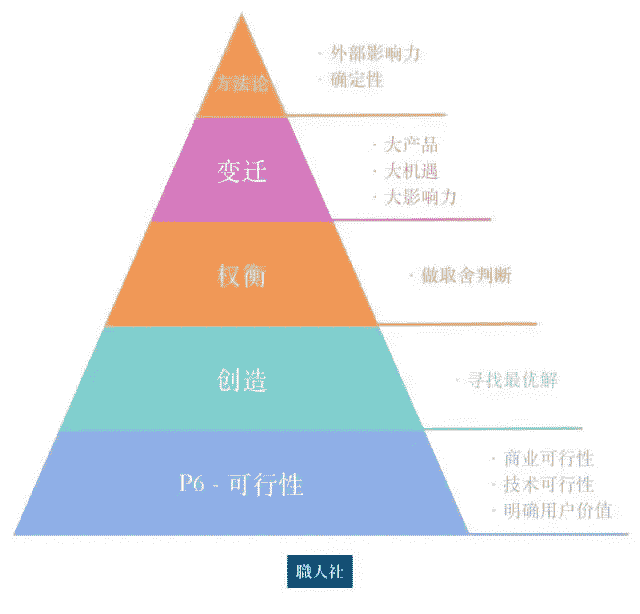 · 外部影响力
· 确定性
方法论
· 大产品
· 大机遇
· 大影响力
变迁
· 做取舍判断
权衡
· 寻找最优解
创造
· 商业可行性
· 技术可行性
· 明确用户价值
P6 - 可行性
職人社